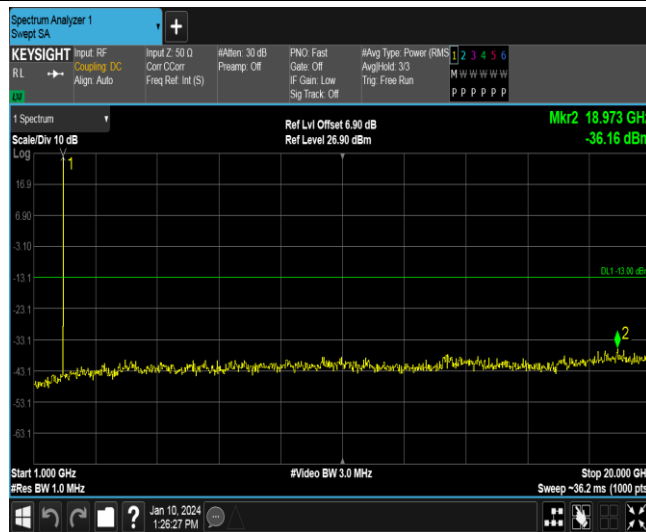 Spectrum Analyzer 1
Swept SA
+
KEYSIGHT
RL
Input: RF
Coupling: DC
Align: Auto
Input Z: 50 Ω
Corr CCorr
Freq Ref: Int (S)
#Atten: 30 dB
Preamp: Off
PNO: Fast
Gate: Off
IF Gain: Low
Sig Track: Off
#Avg Type: Power (RMS
Avg|Hold: 3/3
Trig: Free Run
1 2 3 4 5 6
M W W W W W
P P P P P P
1 Spectrum
Scale/Div 10 dB
Log
Ref Lvl Offset 6.90 dB
Ref Level 26.90 dBm
Mkr2 18.973 GHz
-36.16 dBm
1
16.9
6.90
-3.10
-13.1
DL1 -13.00 dBm
-23.1
-33.1
2
-43.1
-53.1
-63.1
Start 1.000 GHz
#Res BW 1.0 MHz
#Video BW 3.0 MHz
Stop 20.000 GHz
Sweep ~36.2 ms (1000 pts)
?
Jan 10, 2024
1:26:27 PM